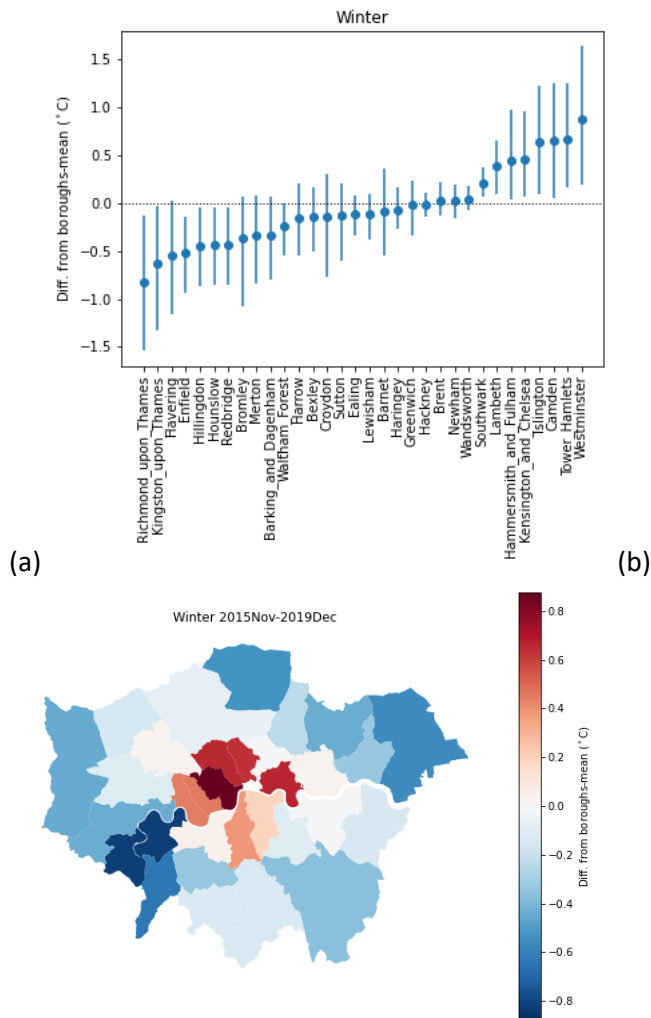 Winter
1.5
1.0
0.5
0.0
−0.5
−1.0
−1.5
Diff. from boroughs-mean (°C)
Richmond_upon_Thames
Kingston_upon_Thames
Havering
Enfield
Hillingdon
Hounslow
Redbridge
Bromley
Merton
Barking_and_Dagenham
Waltham_Forest
Harrow
Bexley
Croydon
Sutton
Ealing
Lewisham
Barnet
Haringey
Greenwich
Hackney
Brent
Newham
Wandsworth
Southwark
Lambeth
Hammersmith_and_Fulham
Kensington_and_Chelsea
Islington
Camden
Tower_Hamlets
Westminster
(a)
(b)
Winter 2015Nov-2019Dec
0.8
0.6
0.4
0.2
0.0
−0.2
−0.4
−0.6
−0.8
Diff. from boroughs-mean (°C)